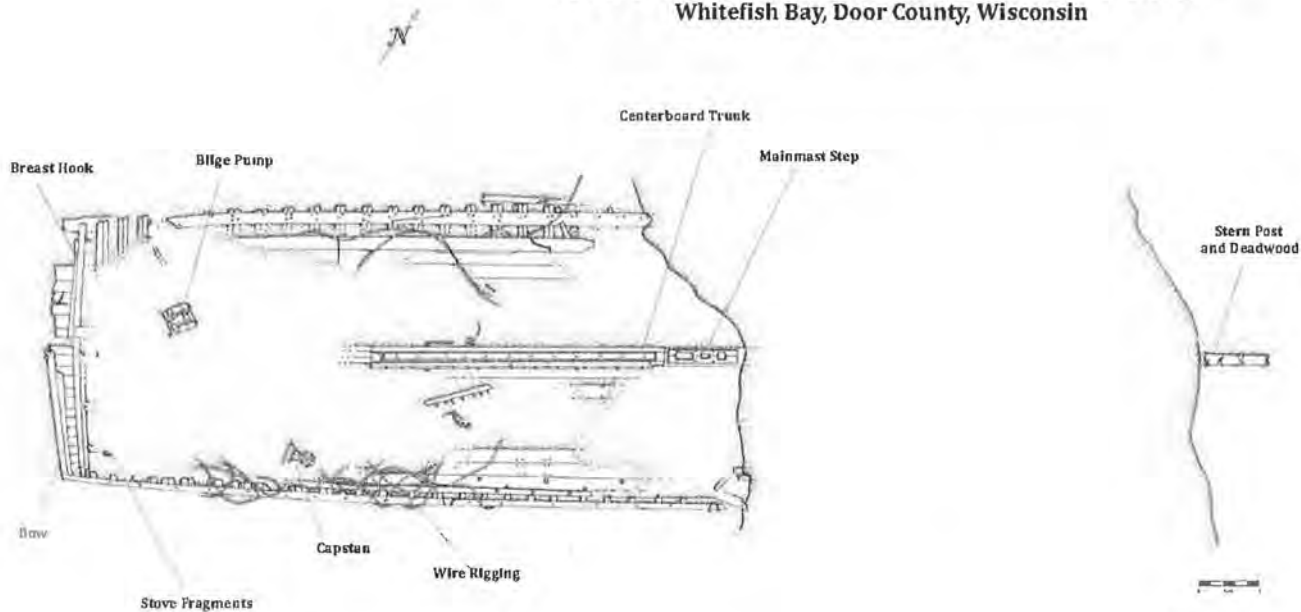 Whitefish Bay, Door County, Wisconsin
N
Centerboard Trunk
Mainmast Step
Bilge Pump
Breast Hook
Stern Post
and Deadwood
Bow
Capstan
Wire Rigging
Stove Fragments